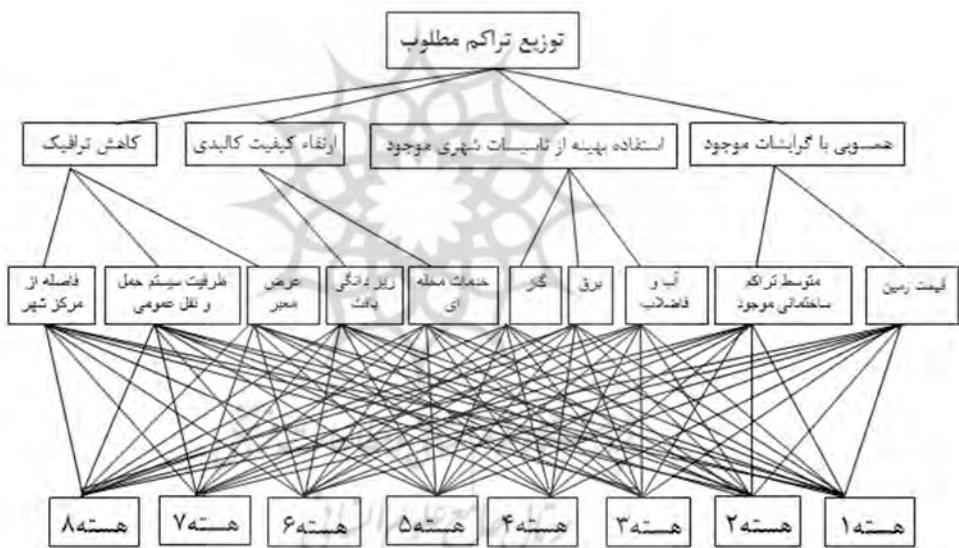 توزیع تراکم مطلوب
همسویی با گرایشات موجود
استفاده بهینه از تاسیسات شهری موجود
ارتقاء کیفیت کالبدی
کاهش ترافیک
قیمت زمین
متوسط تراکم
ساختمانی موجود
آب و
فاضلاب
برق
گاز
خدمات محله
ای
ریز دانگی
بافت
عرض
معبر
ظرفیت سیستم حمل
و نقل عمومی
فاصله از
مرکز شهر
هسته۱
هسته۲
هسته۳
هسته۴
هسته۵
هسته۶
هسته۷
هسته۸